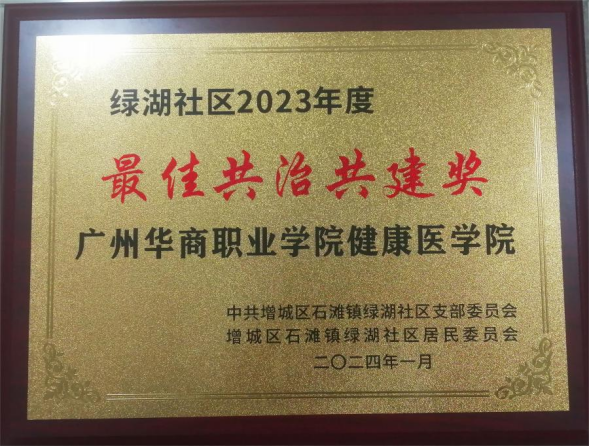 绿湖社区2023年度
最佳共治共建奖
广州华商职业学院健康医学院
中共增城区石滩镇绿湖社区支部委员会
增城区石滩镇绿湖社区居民委员会
二〇二四年一月